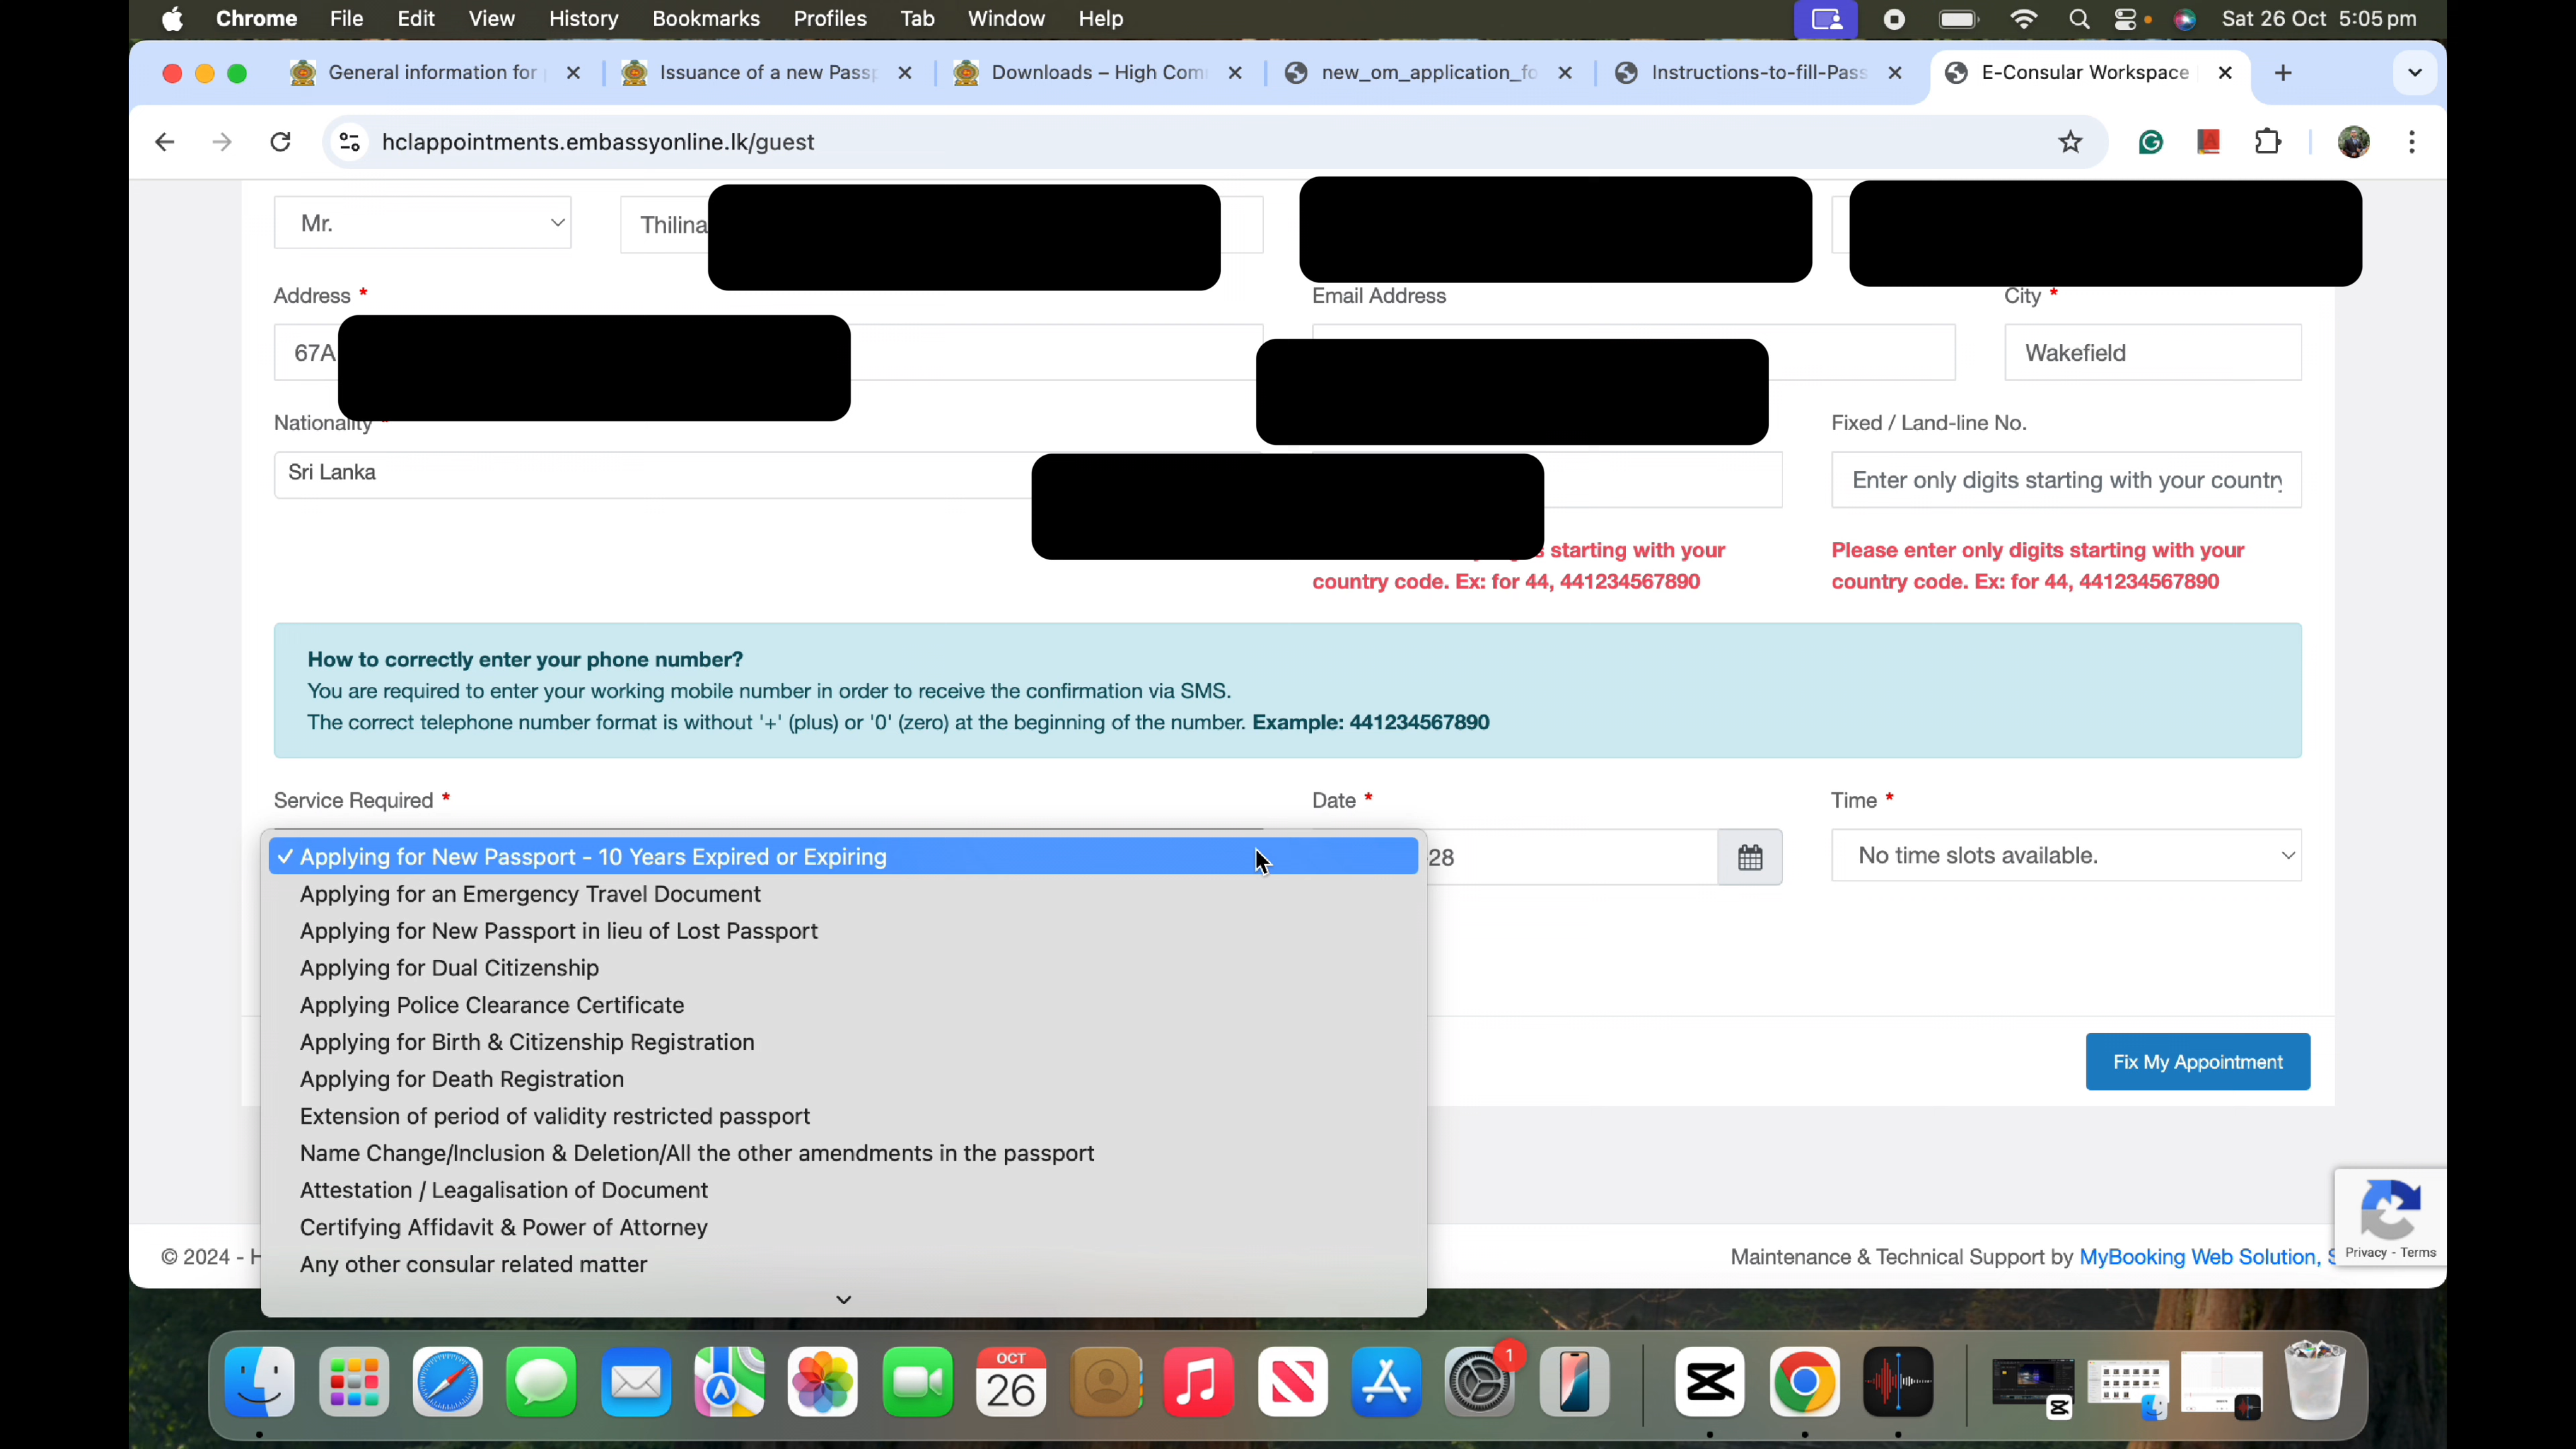 Chrome File Edit View History Bookmarks Profiles Tab Window Help Sat 26 Oct 5:05 pm
General information for Issuance of a new Passp Downloads – High Com new_om_application_fo Instructions-to-fill-Pass E-Consular Workspace
hclappointments.embassyonline.lk/guest
Mr. Thilina
Address * Email Address City *
67A Wakefield
Nationality Fixed / Land-line No.
Sri Lanka Enter only digits starting with your country
starting with your Please enter only digits starting with your
country code. Ex: for 44, 441234567890 country code. Ex: for 44, 441234567890
How to correctly enter your phone number?
You are required to enter your working mobile number in order to receive the confirmation via SMS.
The correct telephone number format is without '+' (plus) or '0' (zero) at the beginning of the number. Example: 441234567890
Service Required * Date * Time *
✓ Applying for New Passport - 10 Years Expired or Expiring -28 No time slots available.
Applying for an Emergency Travel Document
Applying for New Passport in lieu of Lost Passport
Applying for Dual Citizenship
Applying Police Clearance Certificate
Applying for Birth & Citizenship Registration
Fix My Appointment
Applying for Death Registration
Extension of period of validity restricted passport
Name Change/Inclusion & Deletion/All the other amendments in the passport
Attestation / Leagalisation of Document
Certifying Affidavit & Power of Attorney
Any other consular related matter
© 2024 - H Maintenance & Technical Support by MyBooking Web Solution, S
Privacy - Terms
OCT
26
1